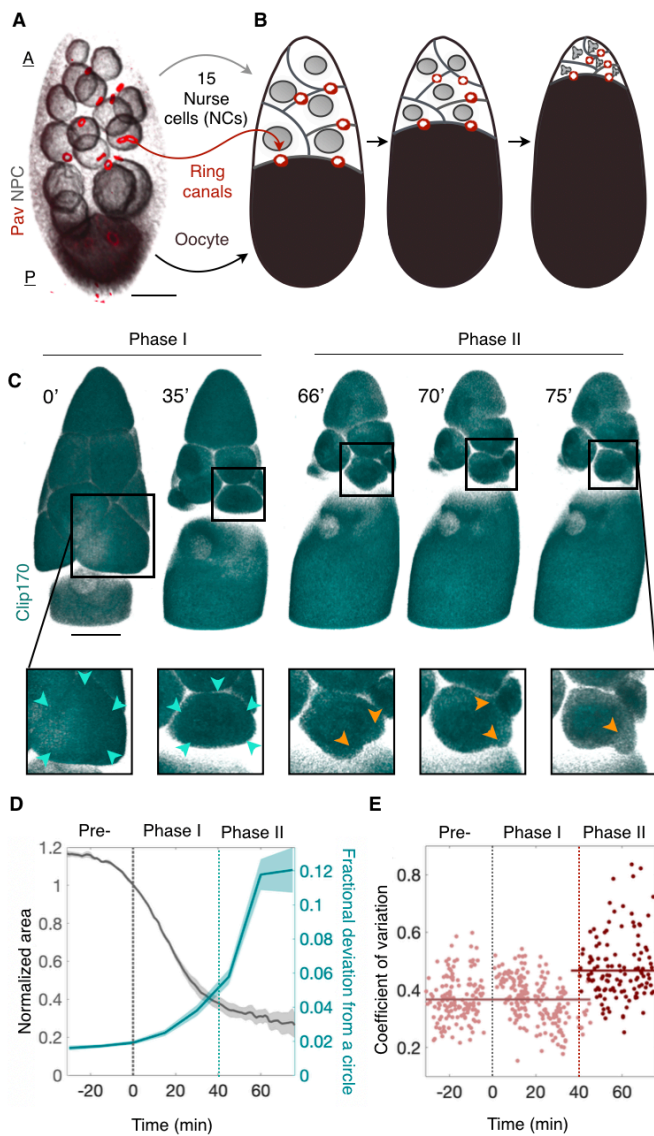 A
B
A
15
Nurse
cells (NCs)
Ring
canals
Pav NPC
Oocyte
P
Phase I
Phase II
C
0’
35’
66’
70’
75’
Clip170
D
E
Pre-
Phase I
Phase II
Pre-
Phase I
Phase II
Normalized area
1.2
1
0.8
0.6
0.4
0.2
0
Fractional deviation
from a circle
0.12
0.10
0.08
0.06
0.04
0.02
0
-20
0
20
40
60
Time (min)
Coefficient of variation
0.8
0.6
0.4
0.2
-20
0
20
40
60
Time (min)